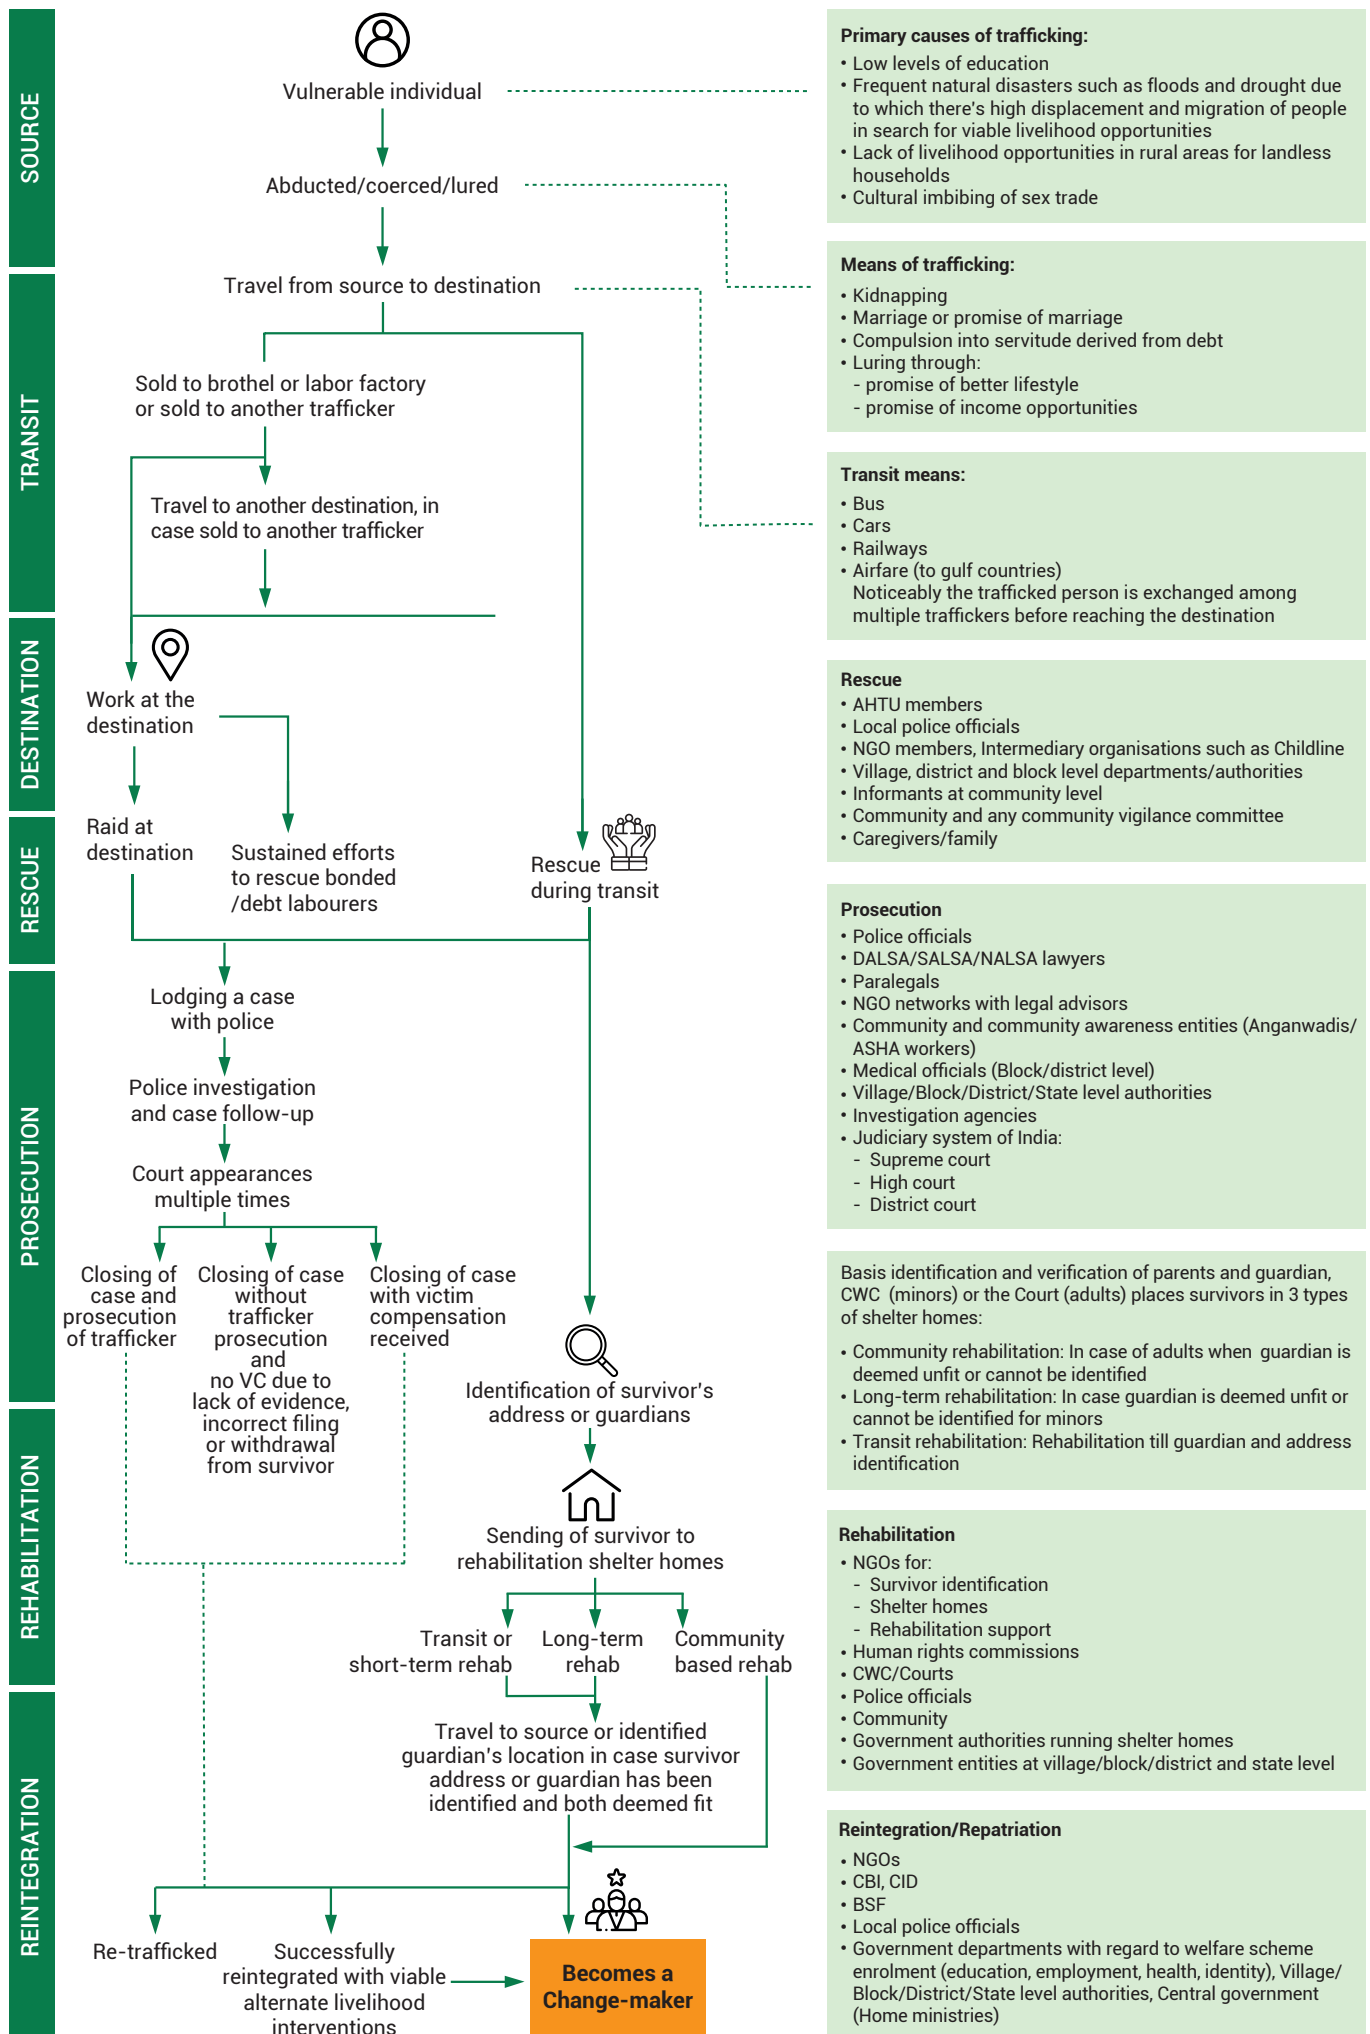 SOURCE
Vulnerable individual
Abducted/coerced/lured
TRANSIT
Travel from source to destination
Sold to brothel or labor factory
or sold to another trafficker
Travel to another destination, in
case sold to another trafficker
DESTINATION
Work at the
destination
RESCUE
Raid at
destination
Sustained efforts
to rescue bonded
/debt labourers
Rescue
during transit
PROSECUTION
Lodging a case
with police
Police investigation
and case follow-up
Court appearances
multiple times
Closing of
case and
prosecution
of trafficker
Closing of case
without
trafficker
prosecution
and
no VC due to
lack of evidence,
incorrect filing
or withdrawal
from survivor
Closing of case
with victim
compensation
received
Identification of survivor's
address or guardians
REHABILITATION
Sending of survivor to
rehabilitation shelter homes
Transit or
short-term rehab
Long-term
rehab
Community
based rehab
REINTEGRATION
Travel to source or identified
guardian's location in case survivor
address or guardian has been
identified and both deemed fit
Re-trafficked
Successfully
reintegrated with viable
alternate livelihood
interventions
Becomes a
Change-maker
Primary causes of trafficking:
• Low levels of education
• Frequent natural disasters such as floods and drought due
to which there's high displacement and migration of people
in search for viable livelihood opportunities
• Lack of livelihood opportunities in rural areas for landless
households
• Cultural imbibing of sex trade
Means of trafficking:
• Kidnapping
• Marriage or promise of marriage
• Compulsion into servitude derived from debt
• Luring through:
- promise of better lifestyle
- promise of income opportunities
Transit means:
• Bus
• Cars
• Railways
• Airfare (to gulf countries)
Noticeably the trafficked person is exchanged among
multiple traffickers before reaching the destination
Rescue
• AHTU members
• Local police officials
• NGO members, Intermediary organisations such as Childline
• Village, district and block level departments/authorities
• Informants at community level
• Community and any community vigilance committee
• Caregivers/family
Prosecution
• Police officials
• DALSA/SALSA/NALSA lawyers
• Paralegals
• NGO networks with legal advisors
• Community and community awareness entities (Anganwadis/
ASHA workers)
• Medical officials (Block/district level)
• Village/Block/District/State level authorities
• Investigation agencies
• Judiciary system of India:
- Supreme court
- High court
- District court
Basis identification and verification of parents and guardian,
CWC (minors) or the Court (adults) places survivors in 3 types
of shelter homes:
• Community rehabilitation: In case of adults when guardian is
deemed unfit or cannot be identified
• Long-term rehabilitation: In case guardian is deemed unfit or
cannot be identified for minors
• Transit rehabilitation: Rehabilitation till guardian and address
identification
Rehabilitation
• NGOs for:
- Survivor identification
- Shelter homes
- Rehabilitation support
• Human rights commissions
• CWC/Courts
• Police officials
• Community
• Government authorities running shelter homes
• Government entities at village/block/district and state level
Reintegration/Repatriation
• NGOs
• CBI, CID
• BSF
• Local police officials
• Government departments with regard to welfare scheme
enrolment (education, employment, health, identity), Village/
Block/District/State level authorities, Central government
(Home ministries)